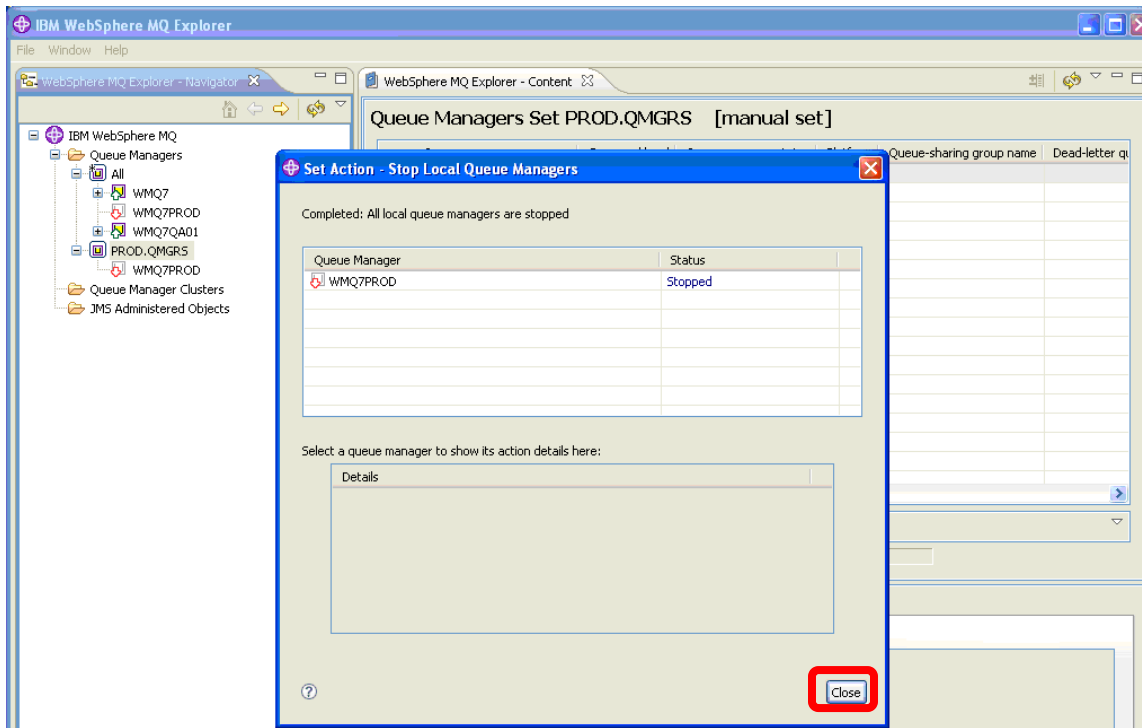 IBM WebSphere MQ Explorer
File Window Help
WebSphere MQ Explorer - Navigator
IBM WebSphere MQ
Queue Managers
All
WMQ7
WMQ7PROD
WMQ7QA01
PROD.QMGRS
WMQ7PROD
Queue Manager Clusters
JMS Administered Objects
WebSphere MQ Explorer - Content
Queue Managers Set PROD.QMGRS [manual set]
Queue-sharing group name Dead-letter qu
Set Action - Stop Local Queue Managers
Completed: All local queue managers are stopped
Queue Manager Status
WMQ7PROD Stopped
Select a queue manager to show its action details here:
Details
?
Close